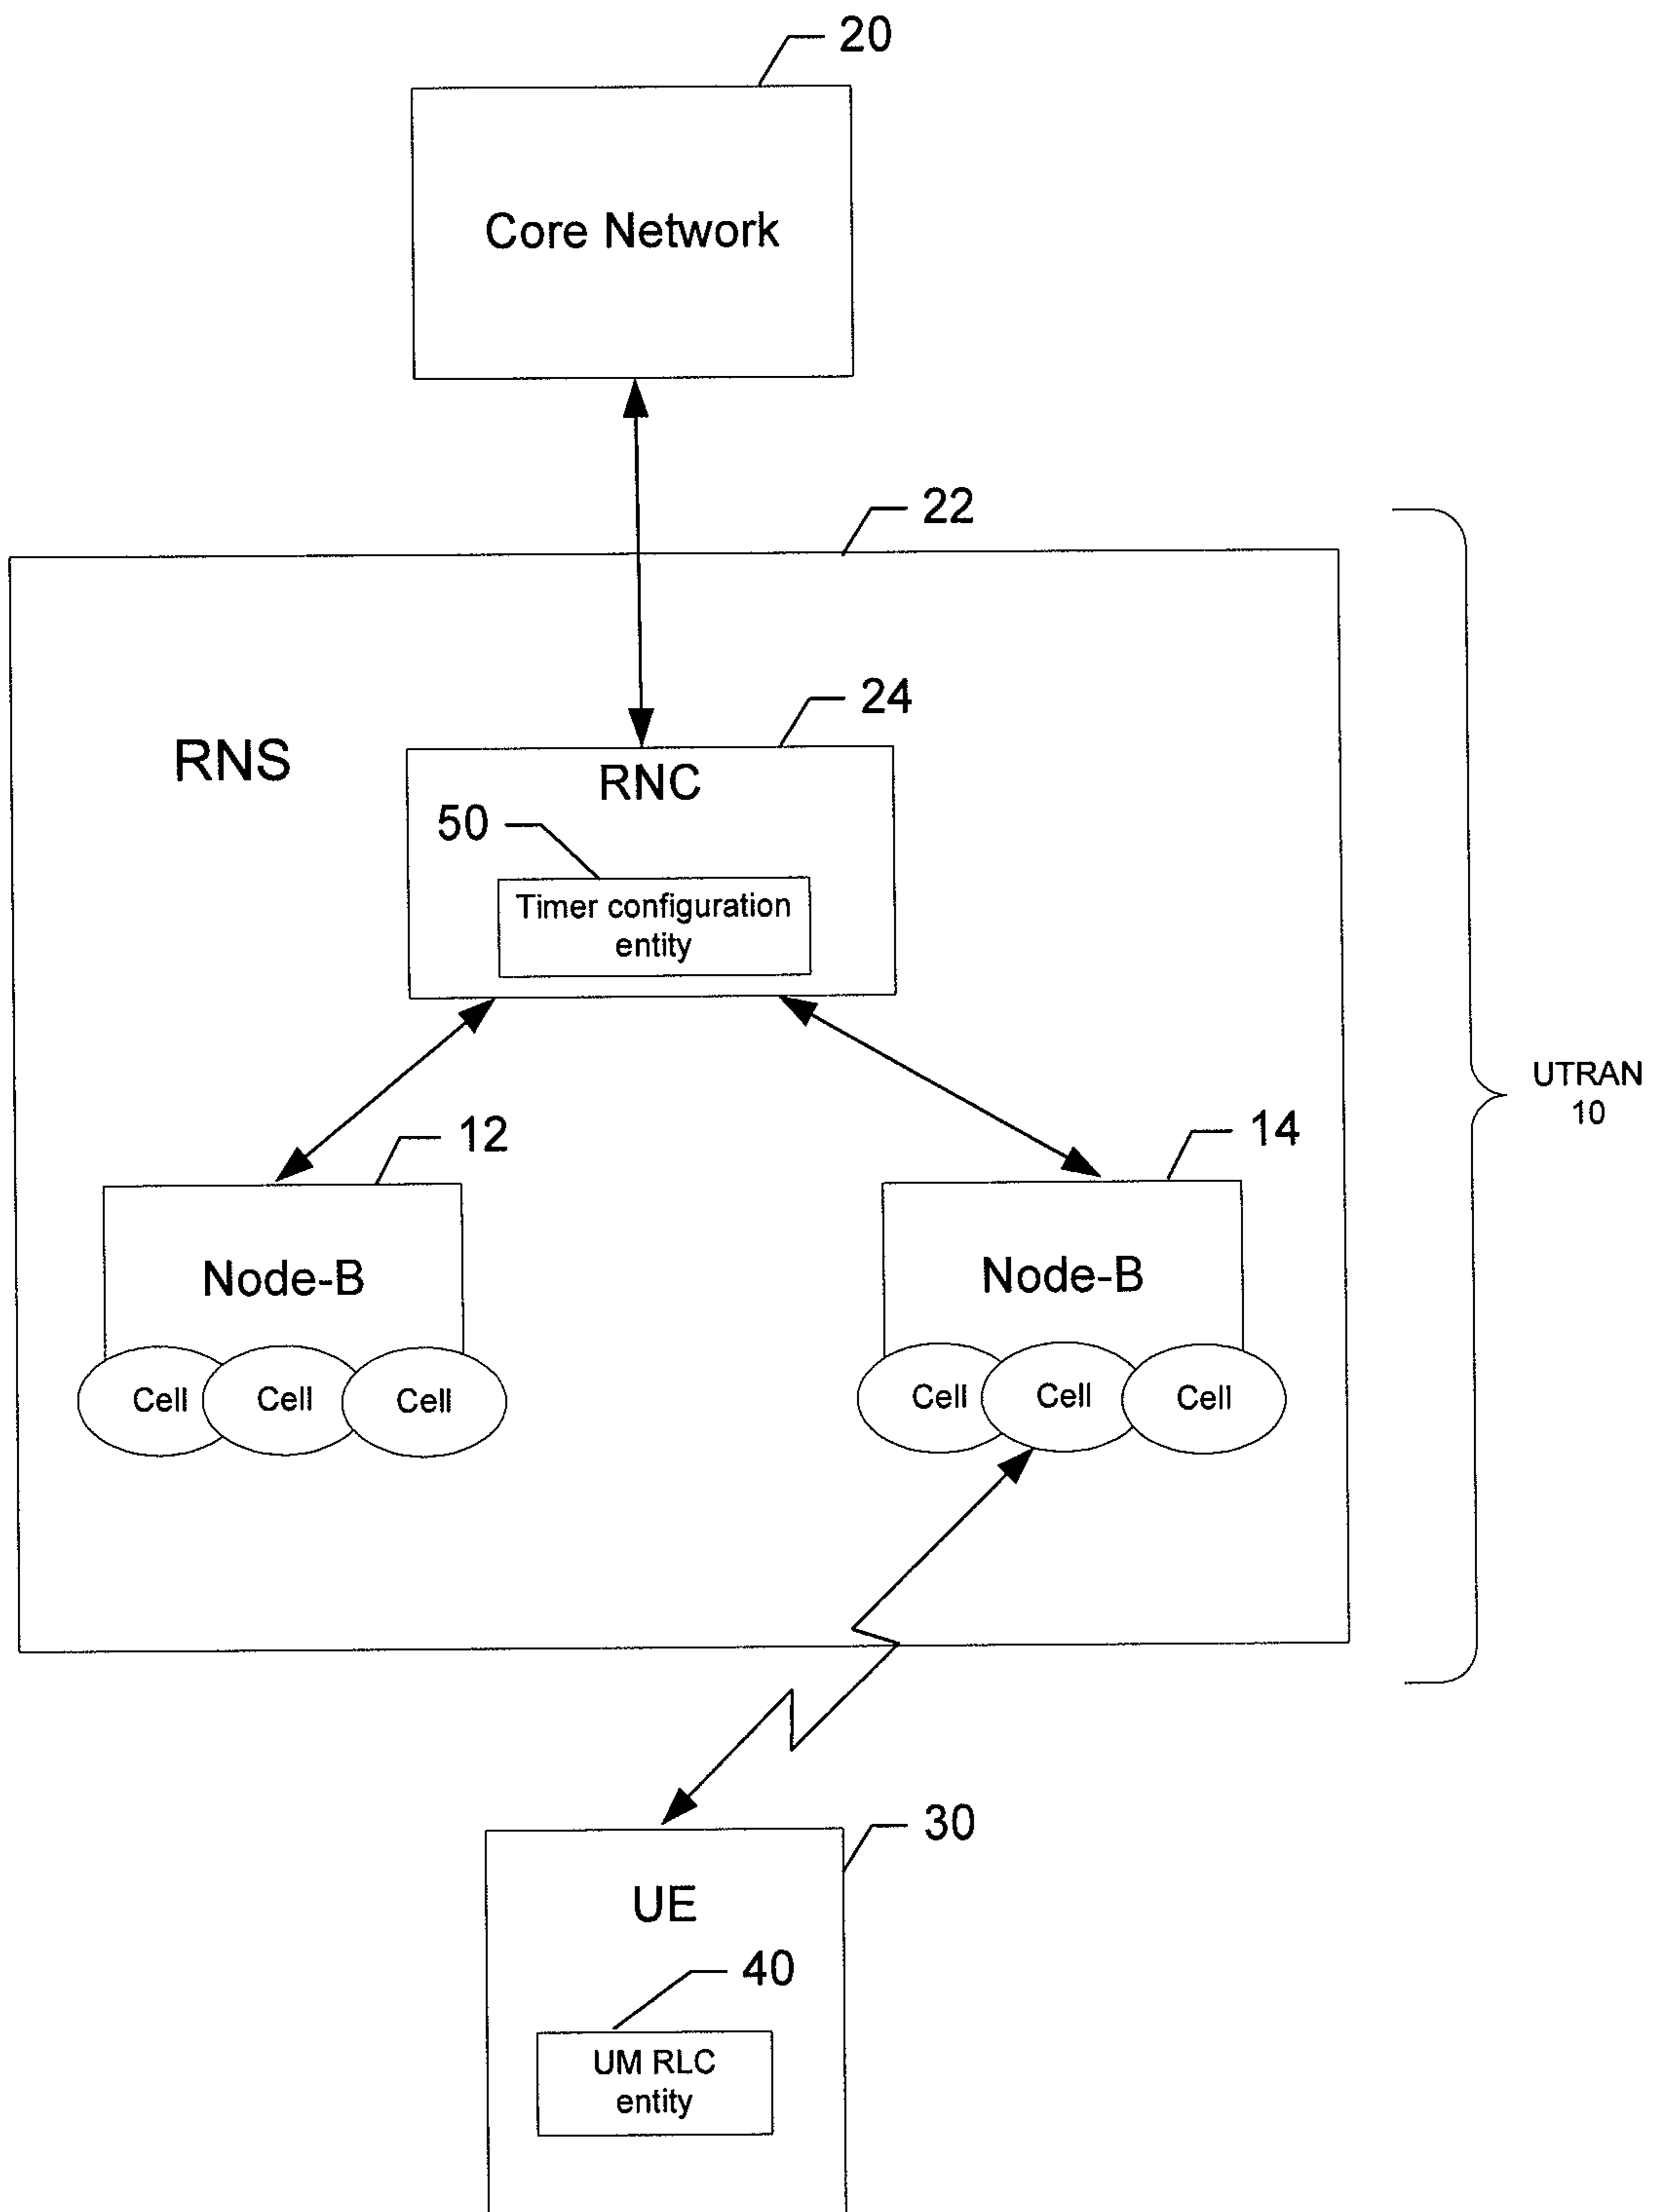 20
Core Network
22
24
RNS
RNC
50
Timer configuration
entity
UTRAN
10
12
14
Node-B
Node-B
Cell
Cell
Cell
Cell
Cell
Cell
30
UE
40
UM RLC
entity